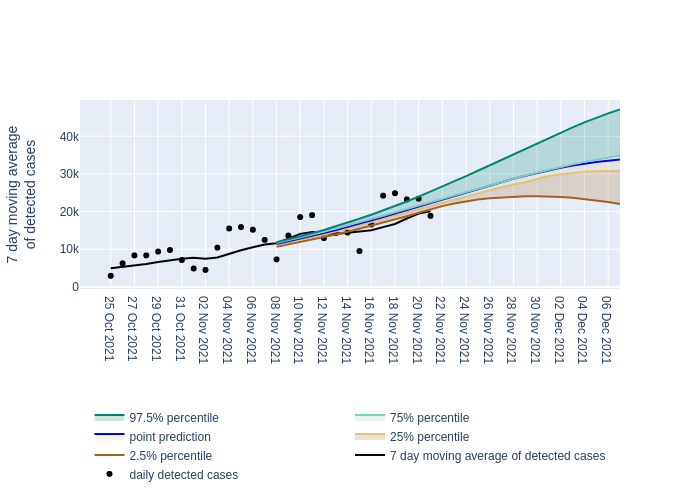 7 day moving average
of detected cases
40k
30k
20k
10k
0
25 Oct 2021
27 Oct 2021
29 Oct 2021
31 Oct 2021
02 Nov 2021
04 Nov 2021
06 Nov 2021
08 Nov 2021
10 Nov 2021
12 Nov 2021
14 Nov 2021
16 Nov 2021
18 Nov 2021
20 Nov 2021
22 Nov 2021
24 Nov 2021
26 Nov 2021
28 Nov 2021
30 Nov 2021
02 Dec 2021
04 Dec 2021
06 Dec 2021
97.5% percentile
75% percentile
point prediction
25% percentile
2.5% percentile
7 day moving average of detected cases
daily detected cases